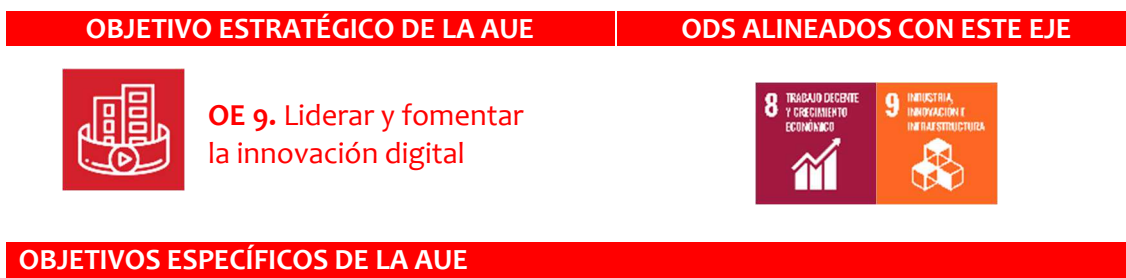 OBJETIVO ESTRATÉGICO DE LA AUE
ODS ALINEADOS CON ESTE EJE
OE 9. Liderar y fomentar
la innovación digital
8 TRABAJO DECENTE
Y CRECIMIENTO
ECONÓMICO
9 INDUSTRIA,
INNOVACIÓN E
INFRAESTRUCTURA
OBJETIVOS ESPECÍFICOS DE LA AUE